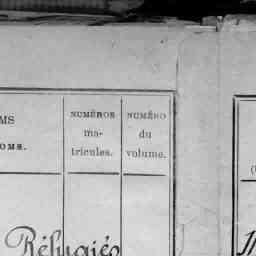 MS
OMS.
NUMÉROS
ma-
tricules.
NUMÉRO
du
volume.
Réfugiés